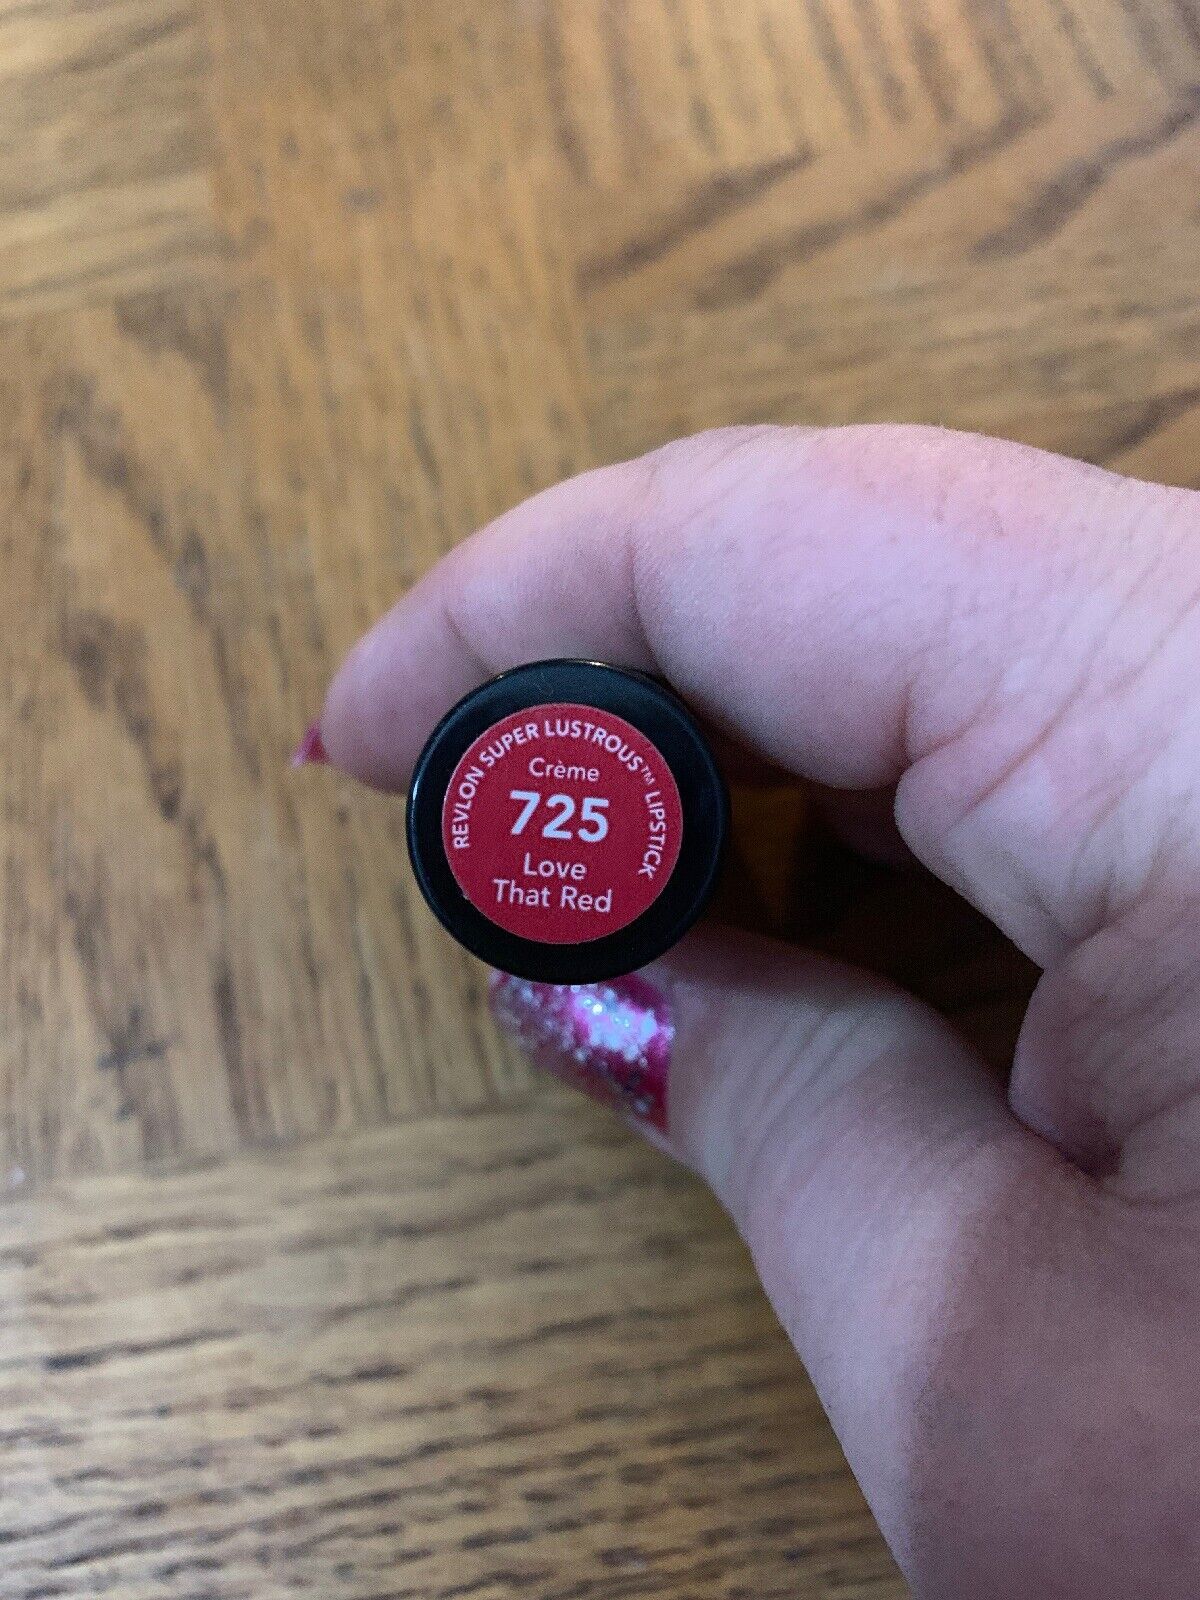 REVLON SUPER LUSTROUS™ LIPSTICK
Crème
725
Love
That Red